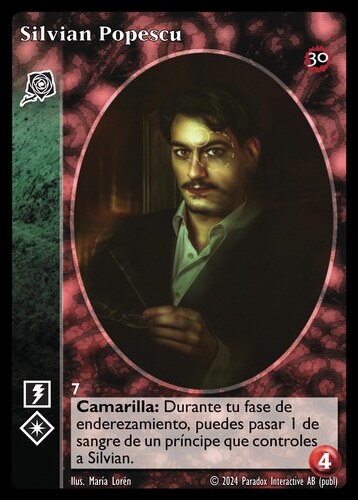 Silvian Popescu
30
7
Camarilla: Durante tu fase de
enderezamiento, puedes pasar 1 de
sangre de un príncipe que controles
a Silvian.
4
Ilus. María Lorén © 2024 Paradox Interactive AB (publ)